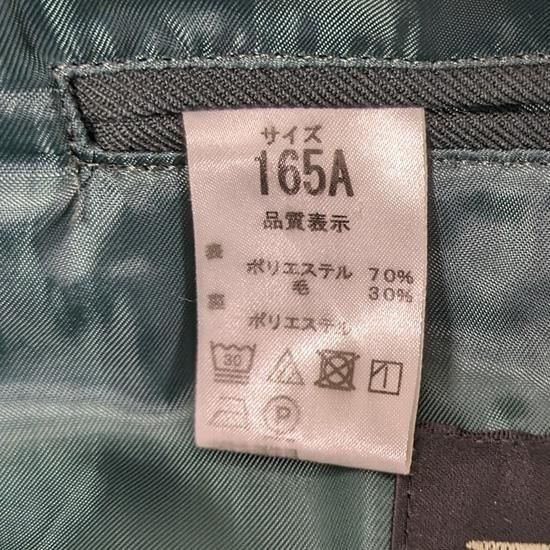 サイズ
165A
品質表示
表
ポリエステル 70%
毛 30%
裏
ポリエステル
30
P